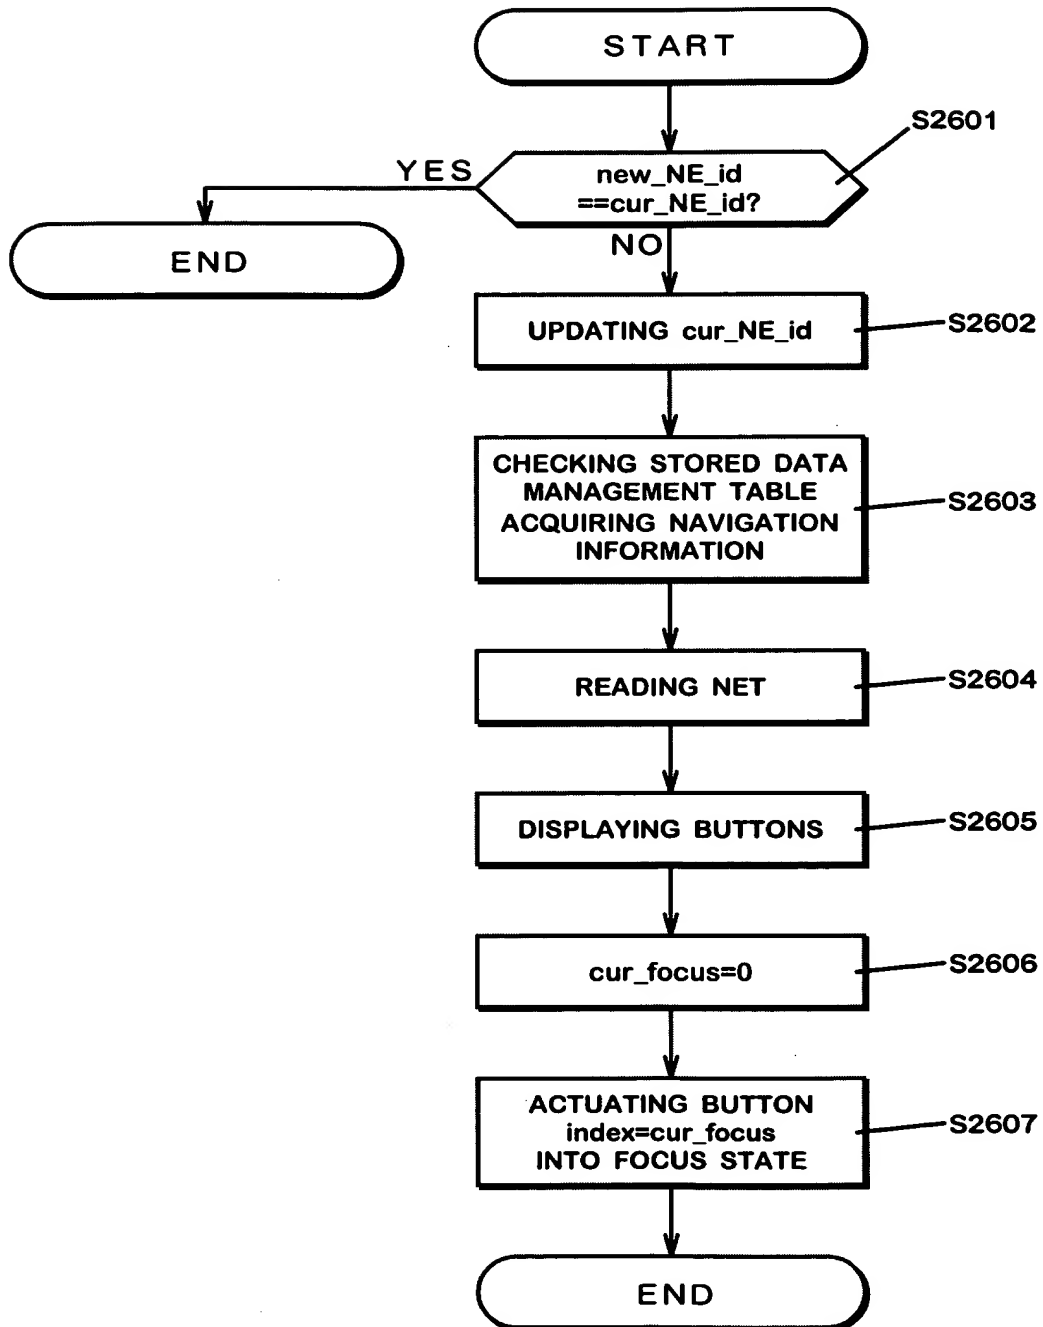 START
S2601
YES
new_NE_id
==cur_NE_id?
END
NO
UPDATING cur_NE_id
S2602
CHECKING STORED DATA
MANAGEMENT TABLE
ACQUIRING NAVIGATION
INFORMATION
S2603
READING NET
S2604
DISPLAYING BUTTONS
S2605
cur_focus=0
S2606
ACTUATING BUTTON
index=cur_focus
INTO FOCUS STATE
S2607
END